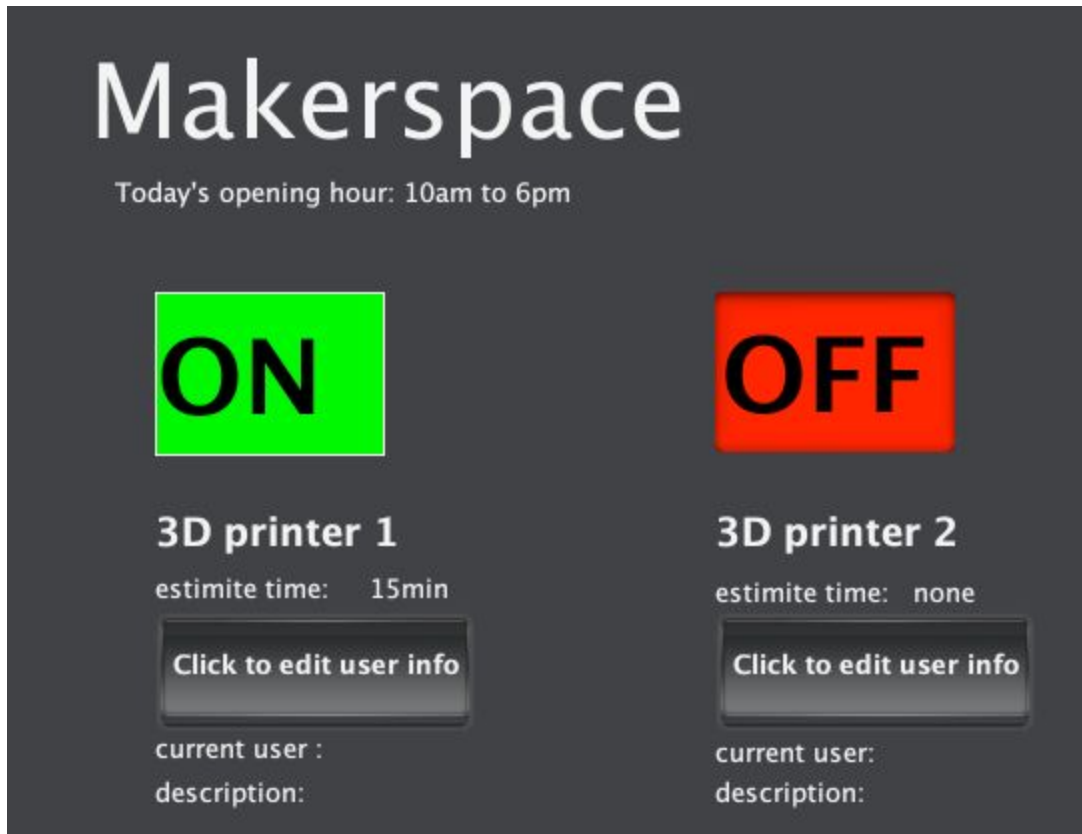 Makerspace
Today's opening hour: 10am to 6pm
ON
OFF
3D printer 1
3D printer 2
estimite time: 15min
estimite time: none
Click to edit user info
Click to edit user info
current user :
current user:
description:
description: